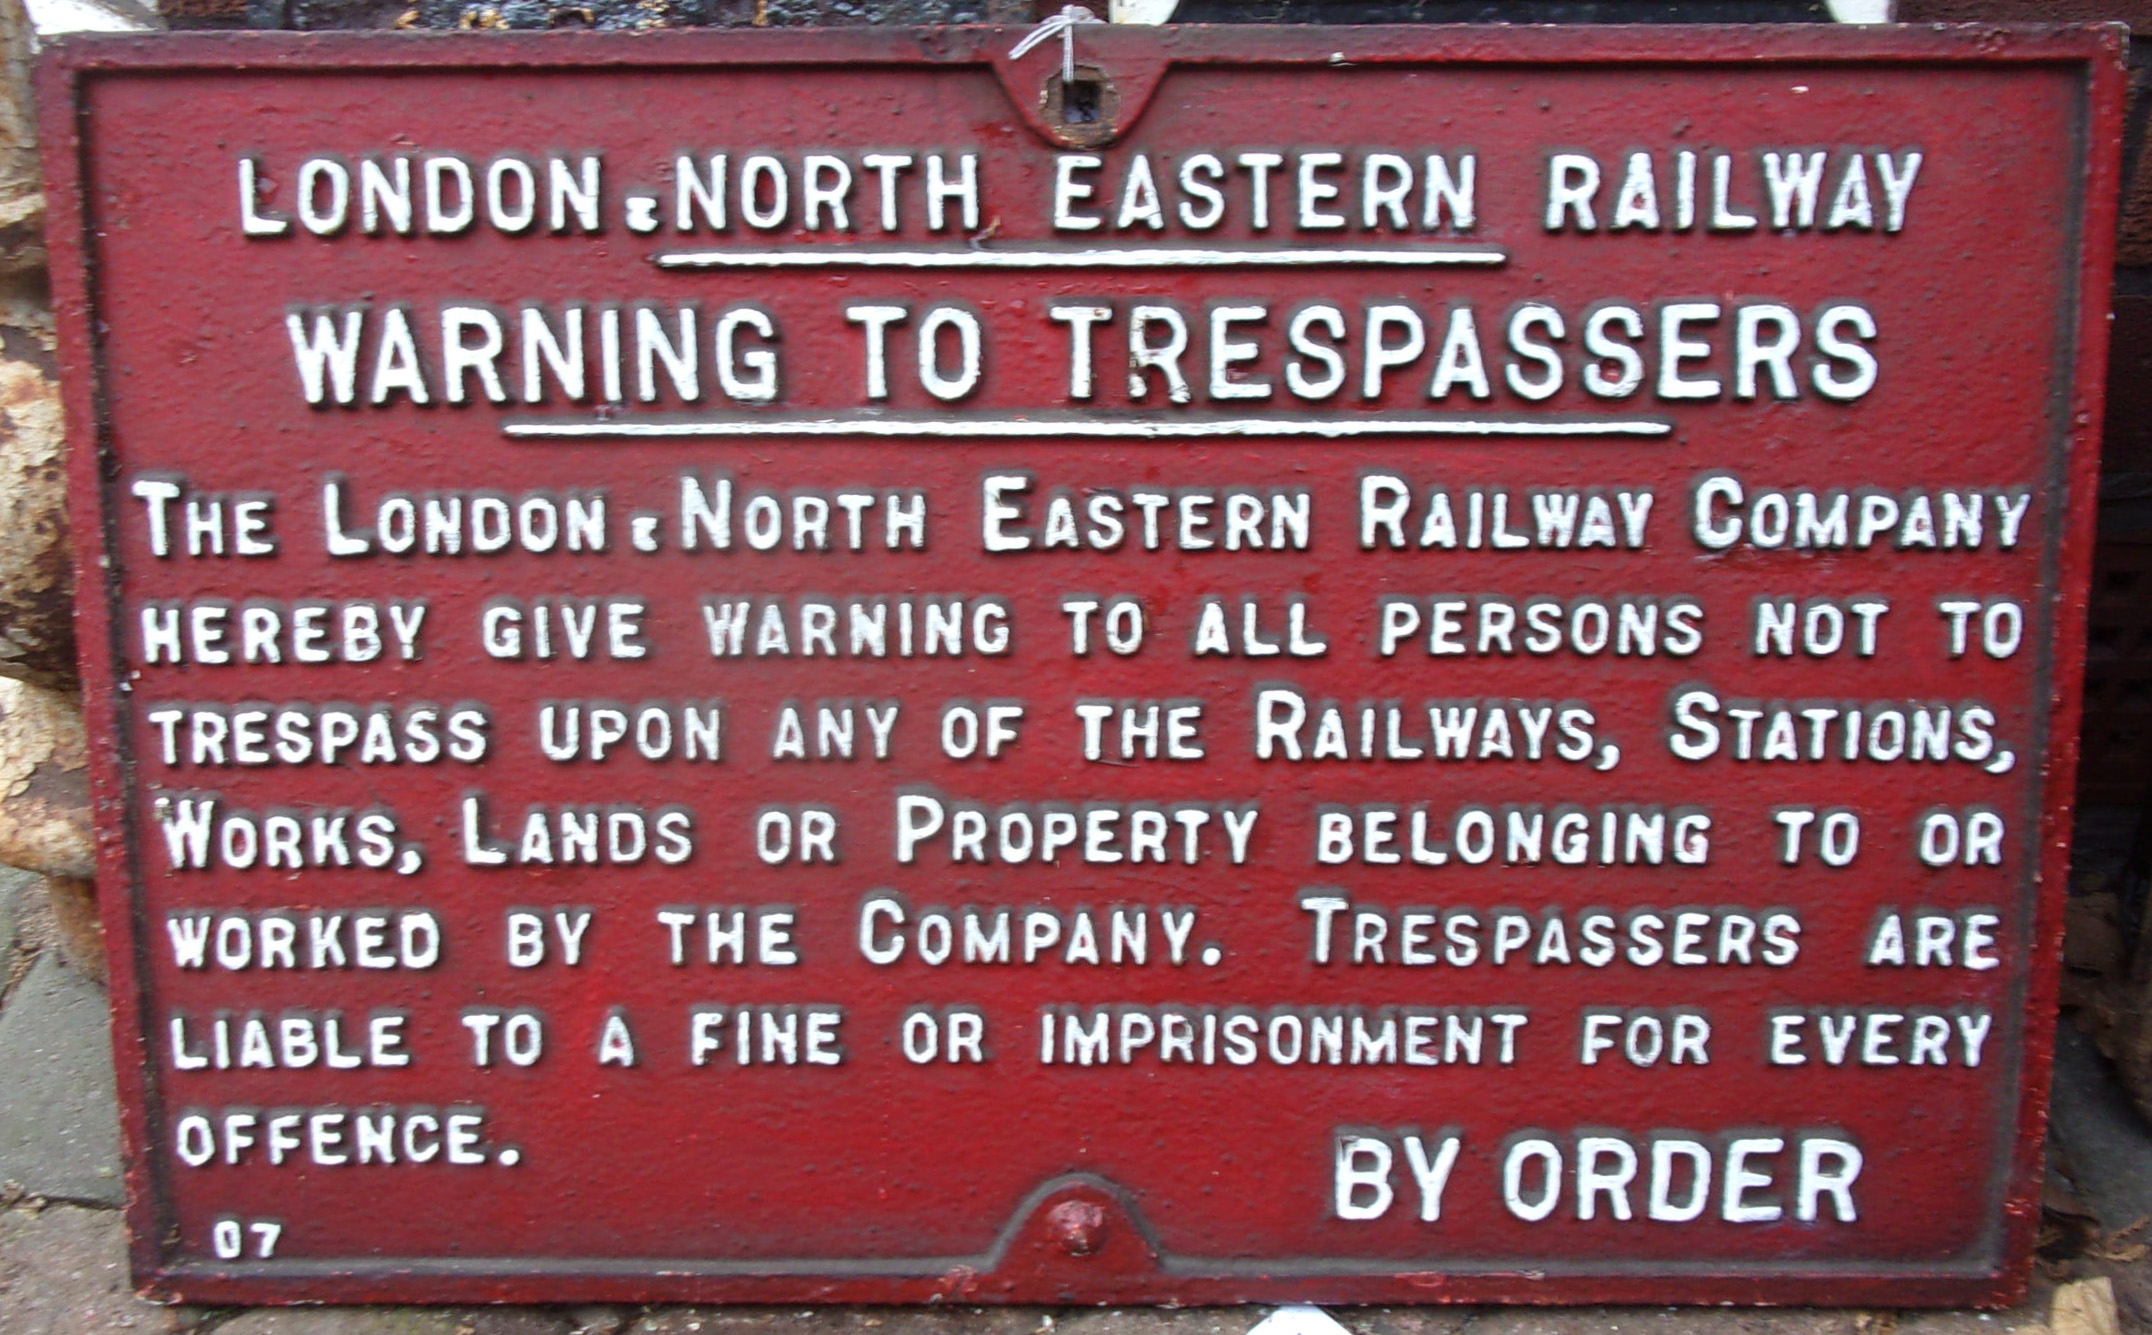 LONDON & NORTH EASTERN RAILWAY
WARNING TO TRESPASSERS
THE LONDON & NORTH EASTERN RAILWAY COMPANY
HEREBY GIVE WARNING TO ALL PERSONS NOT TO
TRESPASS UPON ANY OF THE RAILWAYS, STATIONS,
WORKS, LANDS OR PROPERTY BELONGING TO OR
WORKED BY THE COMPANY. TRESPASSERS ARE
LIABLE TO A FINE OR IMPRISONMENT FOR EVERY
OFFENCE.
BY ORDER
07